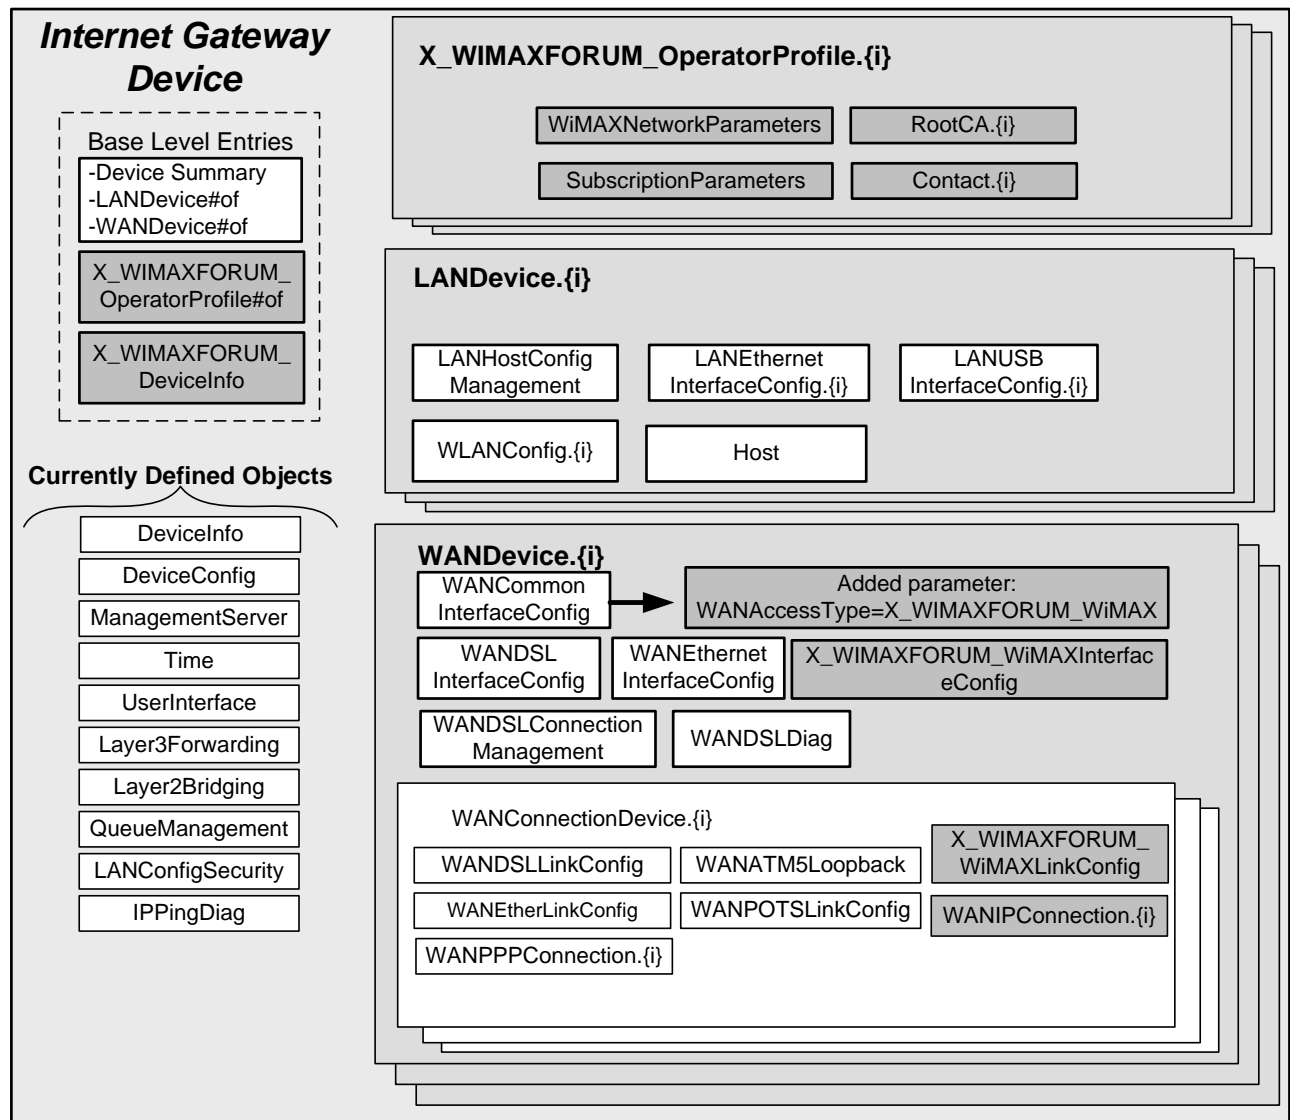 Internet Gateway
Device
Base Level Entries
-Device Summary
-LANDevice#of
-WANDevice#of
X_WIMAXFORUM_
OperatorProfile#of
X_WIMAXFORUM_
DeviceInfo
Currently Defined Objects
DeviceInfo
DeviceConfig
ManagementServer
Time
UserInterface
Layer3Forwarding
Layer2Bridging
QueueManagement
LANConfigSecurity
IPPingDiag
X_WIMAXFORUM_OperatorProfile.{i}
WiMAXNetworkParameters
RootCA.{i}
SubscriptionParameters
Contact.{i}
LANDevice.{i}
LANHostConfig
Management
LANEthernet
InterfaceConfig.{i}
LANUSB
InterfaceConfig.{i}
WLANConfig.{i}
Host
WANDevice.{i}
WANCommon
InterfaceConfig
Added parameter:
WANAccessType=X_WIMAXFORUM_WiMAX
WANDSL
InterfaceConfig
WANEthernet
InterfaceConfig
X_WIMAXFORUM_WiMAXInterfac
eConfig
WANDSLConnection
Management
WANDSLDiag
WANConnectionDevice.{i}
WANDSLLinkConfig
WANATM5Loopback
X_WIMAXFORUM_
WiMAXLinkConfig
WANEtherLinkConfig
WANPOTSLinkConfig
WANIPConnection.{i}
WANPPPConnection.{i}